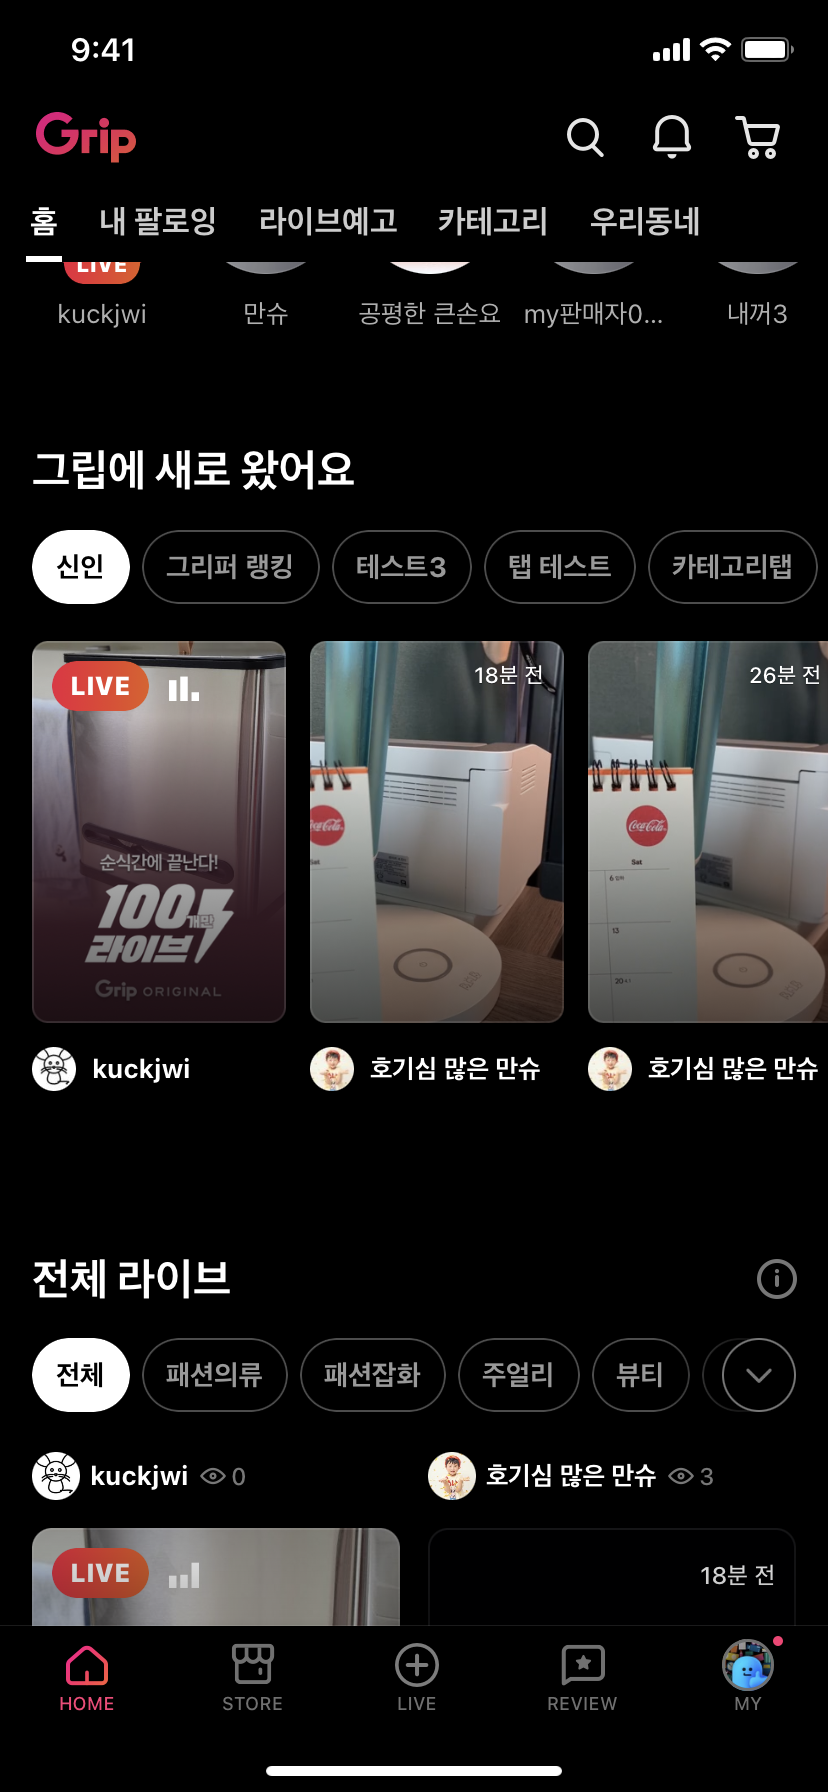 9:41
Grip
홈 내 팔로잉 라이브예고 카테고리 우리동네
LIVE
kuckjwi 만슈 공평한 큰손요 my판매자0... 내꺼3
그립에 새로 왔어요
신인 그리퍼 랭킹 테스트3 탭 테스트 카테고리탭
LIVE
순식간에 끝난다!
100개만
라이브
Grip ORIGINAL
18분 전
Coca-Cola
Sat
26분 전
Coca-Cola
Sat
6
13
20
kuckjwi 호기심 많은 만슈 호기심 많은 만슈
전체 라이브
전체 패션의류 패션잡화 주얼리 뷰티
kuckjwi 0 호기심 많은 만슈 3
LIVE 18분 전
HOME STORE LIVE REVIEW MY